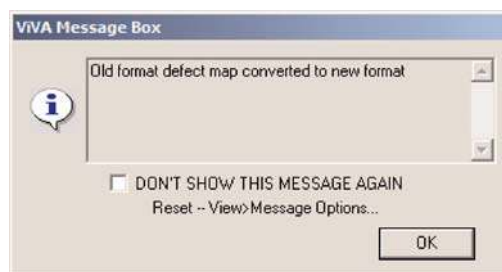 ViVA Message Box
Old format defect map converted to new format
DON'T SHOW THIS MESSAGE AGAIN
Reset -- View>Message Options...
OK